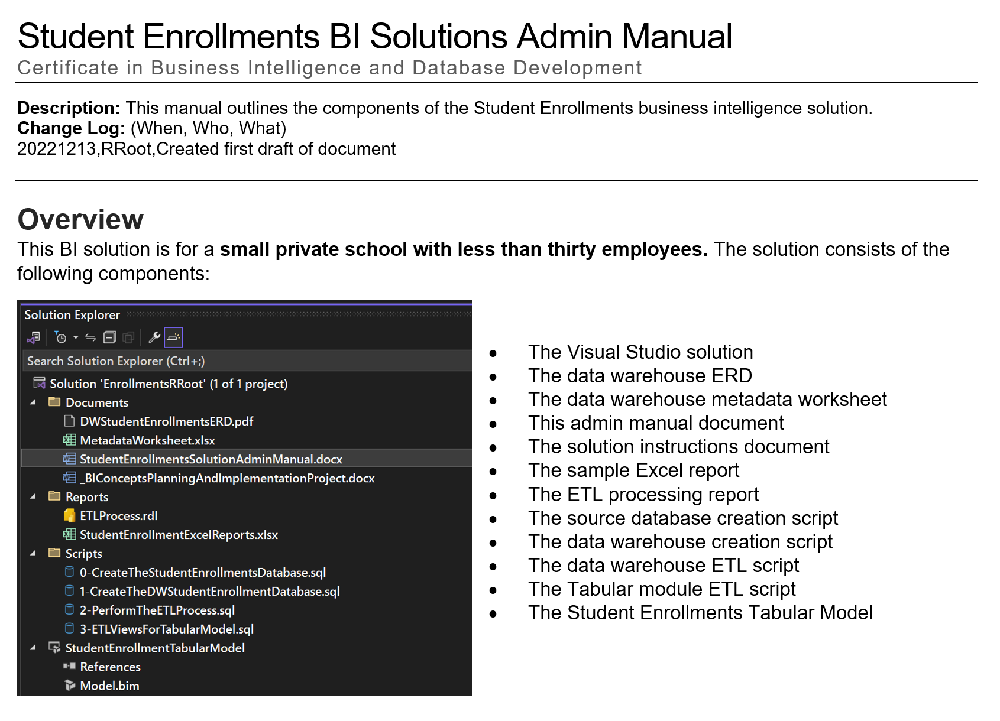 Student Enrollments BI Solutions Admin Manual
Certificate in Business Intelligence and Database Development
Description: This manual outlines the components of the Student Enrollments business intelligence solution.
Change Log: (When, Who, What)
20221213,RRoot,Created first draft of document
Overview
This BI solution is for a small private school with less than thirty employees. The solution consists of the
following components:
Solution Explorer
Search Solution Explorer (Ctrl+;)
Solution 'EnrollmentsRRoot' (1 of 1 project)
Documents
DWStudentEnrollmentsERD.pdf
MetadataWorksheet.xlsx
StudentEnrollmentsSolutionAdminManual.docx
_BIConceptsPlanningAndImplementationProject.docx
Reports
ETLProcess.rdl
StudentEnrollmentExcelReports.xlsx
Scripts
0-CreateTheStudentEnrollmentsDatabase.sql
1-CreateTheDWStudentEnrollmentDatabase.sql
2-PerformTheETLProcess.sql
3-ETLViewsForTabularModel.sql
StudentEnrollmentTabularModel
References
Model.bim
• The Visual Studio solution
• The data warehouse ERD
• The data warehouse metadata worksheet
• This admin manual document
• The solution instructions document
• The sample Excel report
• The ETL processing report
• The source database creation script
• The data warehouse creation script
• The data warehouse ETL script
• The Tabular module ETL script
• The Student Enrollments Tabular Model